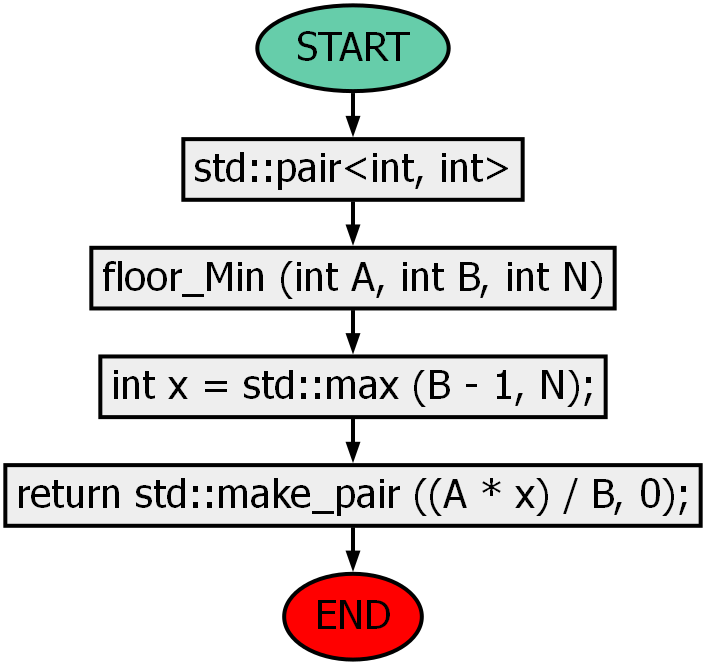 START
std::pair<int, int>
floor_Min (int A, int B, int N)
int x = std::max (B - 1, N);
return std::make_pair ((A * x) / B, 0);
END